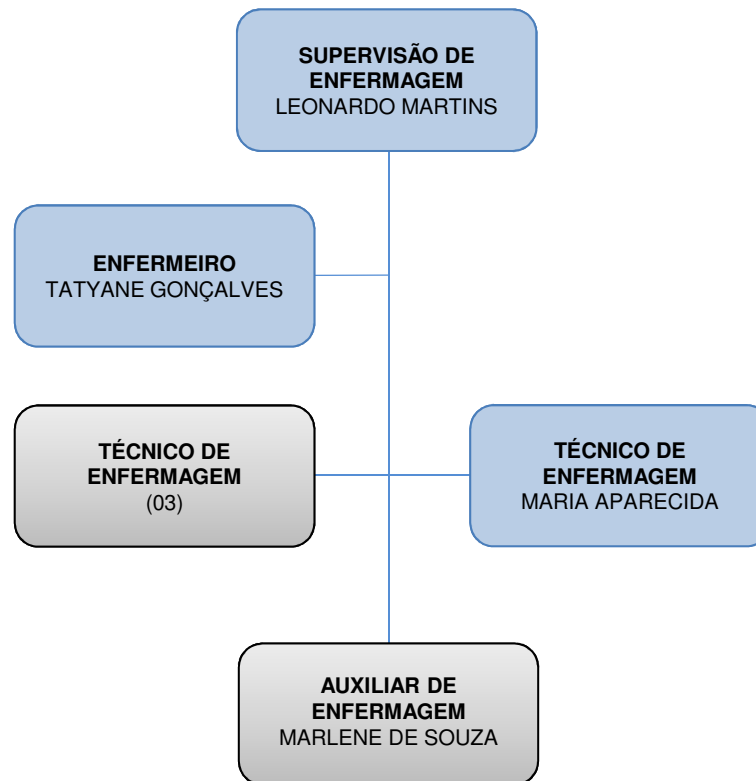 SUPERVISÃO DE
ENFERMAGEM
LEONARDO MARTINS
ENFERMEIRO
TATYANE GONÇALVES
TÉCNICO DE
ENFERMAGEM
(03)
TÉCNICO DE
ENFERMAGEM
MARIA APARECIDA
AUXILIAR DE
ENFERMAGEM
MARLENE DE SOUZA